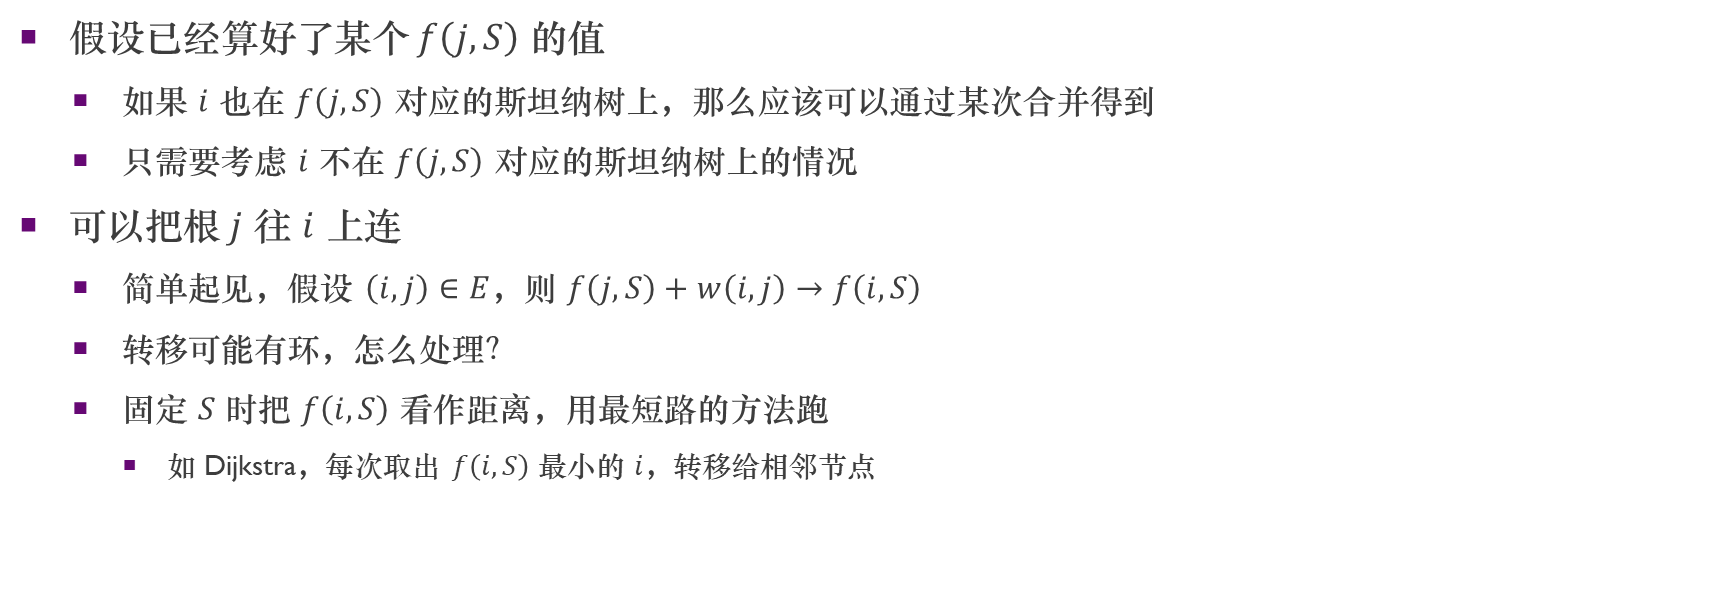 假设已经算好了某个 f(j,S) 的值
如果 i 也在 f(j,S) 对应的斯坦纳树上，那么应该可以通过某次合并得到
只需要考虑 i 不在 f(j,S) 对应的斯坦纳树上的情况
可以把根 j 往 i 上连
简单起见，假设 (i,j) ∈ E，则 f(j,S) + w(i,j) → f(i,S)
转移可能有环，怎么处理？
固定 S 时把 f(i,S) 看作距离，用最短路的方法跑
如 Dijkstra，每次取出 f(i,S) 最小的 i，转移给相邻节点